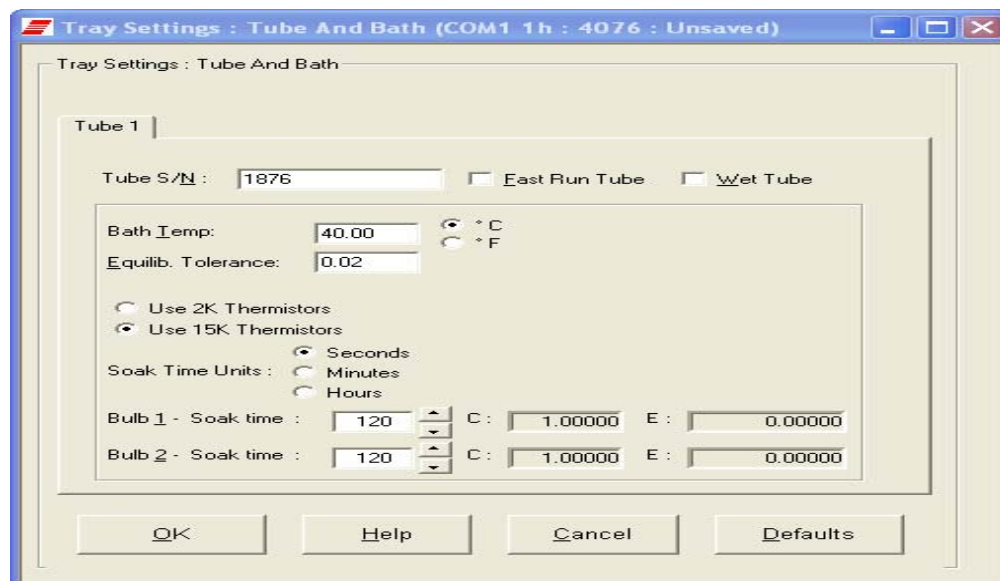 Tray Settings : Tube And Bath (COM1 1h : 4076 : Unsaved)
Tray Settings : Tube And Bath
Tube 1
Tube S/N : 1876 Fast Run Tube Wet Tube
Bath Temp: 40.00 ° C
° F
Equilib. Tolerance: 0.02
Use 2K Thermistors
Use 15K Thermistors
Seconds
Soak Time Units : Minutes
Hours
Bulb 1 - Soak time : 120 C : 1.00000 E : 0.00000
Bulb 2 - Soak time : 120 C : 1.00000 E : 0.00000
OK Help Cancel Defaults